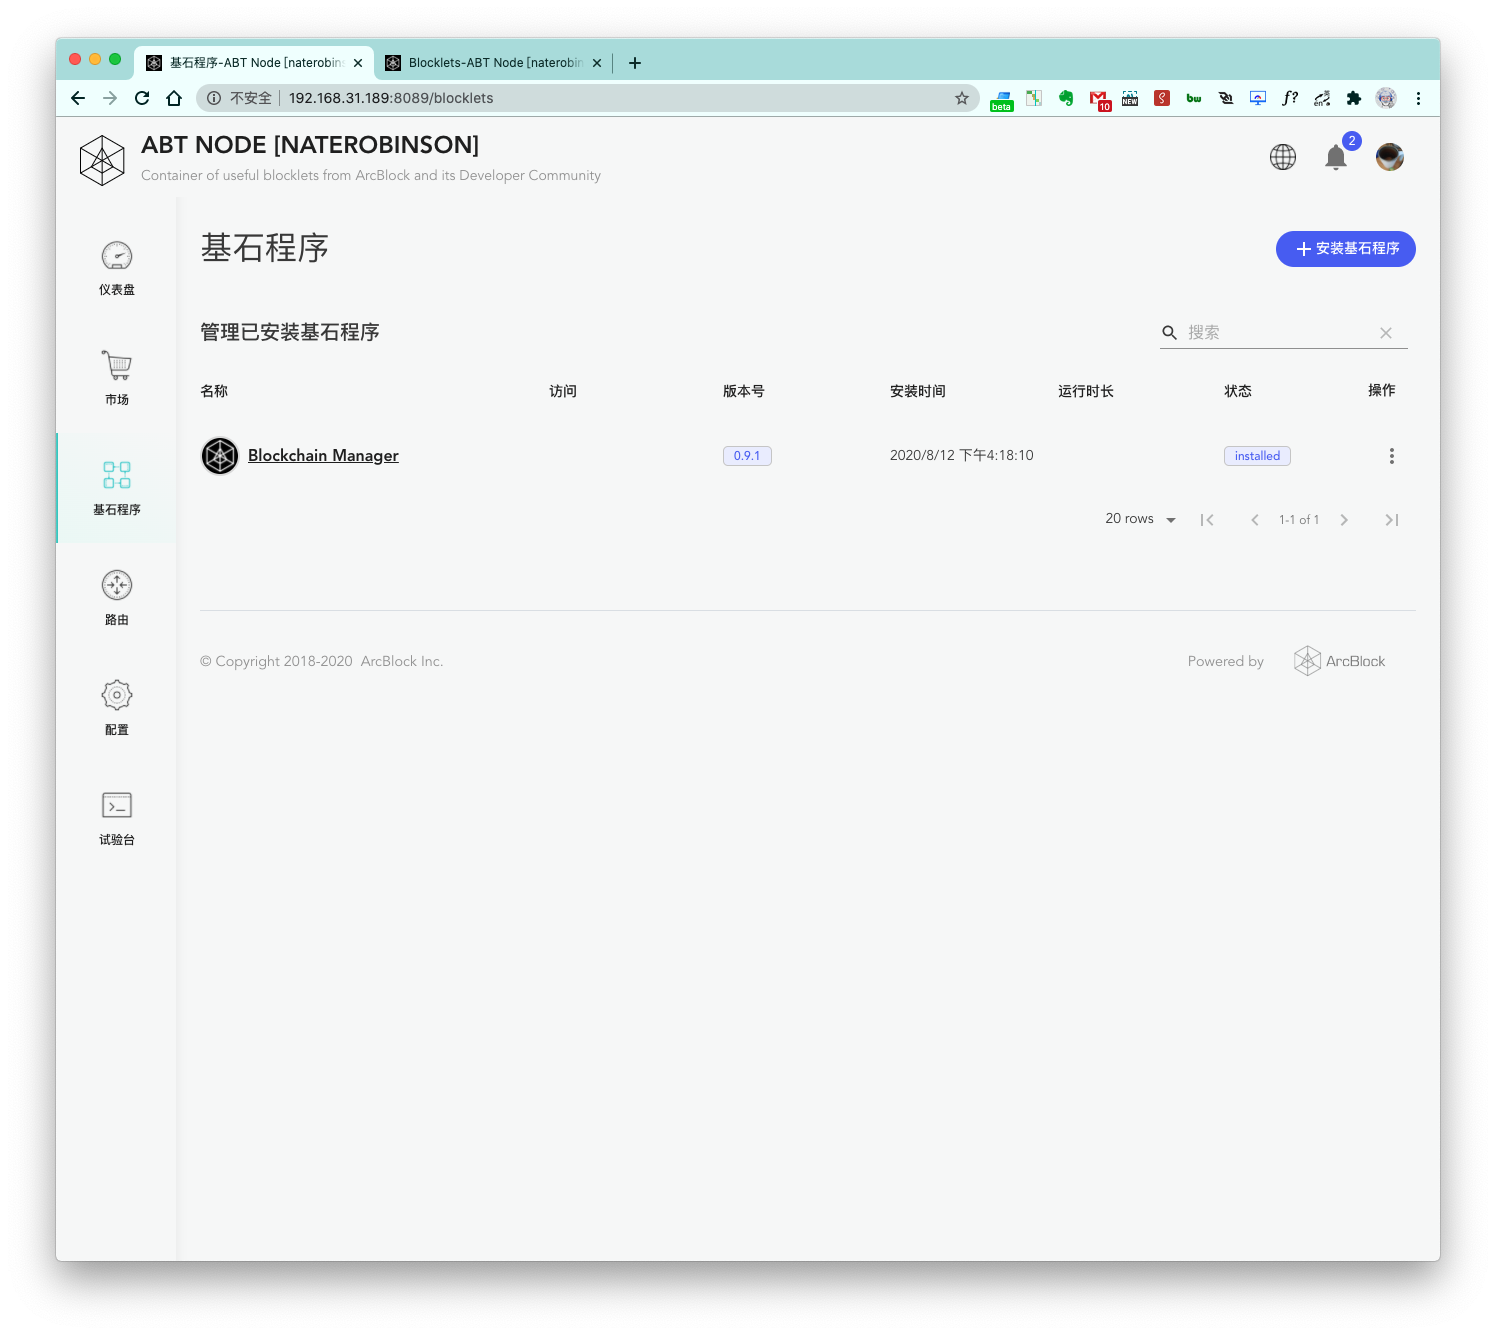 基石程序-ABT Node [naterobins
Blocklets-ABT Node [naterobin
不安全
192.168.31.189:8089/blocklets
beta
10
NEW
bw
f?
en
英
ABT NODE [NATEROBINSON]
Container of useful blocklets from ArcBlock and its Developer Community
2
仪表盘
市场
基石程序
路由
配置
试验台
基石程序
安装基石程序
管理已安装基石程序
搜索
名称 访问 版本号 安装时间 运行时长 状态 操作
Blockchain Manager 0.9.1 2020/8/12 下午4:18:10 installed
20 rows 1-1 of 1
© Copyright 2018-2020 ArcBlock Inc.
Powered by ArcBlock